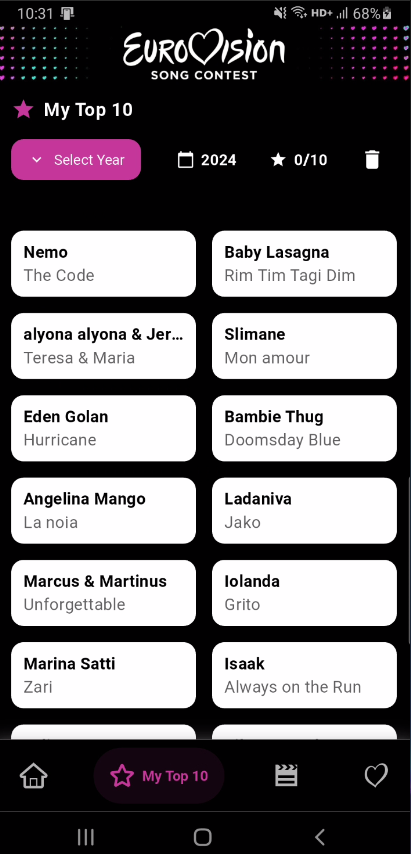 10:31 HD+ 68%
EUROVISION
SONG CONTEST
My Top 10
Select Year 2024 0/10
Nemo
The Code
Baby Lasagna
Rim Tim Tagi Dim
alyona alyona & Jer...
Teresa & Maria
Slimane
Mon amour
Eden Golan
Hurricane
Bambie Thug
Doomsday Blue
Angelina Mango
La noia
Ladaniva
Jako
Marcus & Martinus
Unforgettable
Iolanda
Grito
Marina Satti
Zari
Isaak
Always on the Run
My Top 10